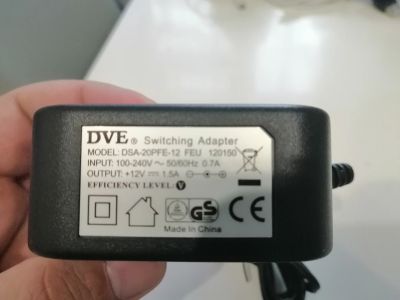 DVE ® Switching Adapter
MODEL: DSA-20PFE-12 FEU 120150
INPUT: 100-240V ~ 50/60Hz 0.7A
OUTPUT: +12V ⎓ 1.5A
EFFICIENCY LEVEL: V
GS CE
Made In China